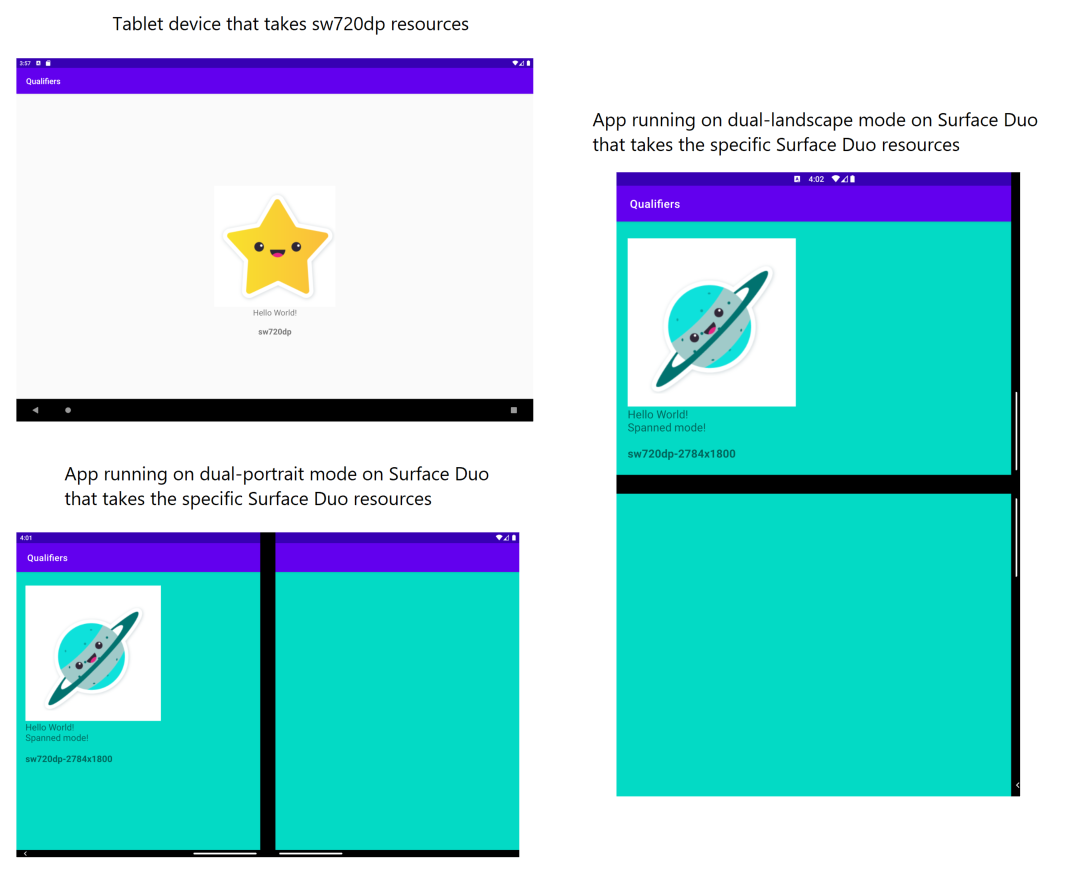 Tablet device that takes sw720dp resources
3:57
Qualifiers
Hello World!
sw720dp
App running on dual-landscape mode on Surface Duo
that takes the specific Surface Duo resources
4:02
Qualifiers
Hello World!
Spanned mode!
sw720dp-2784x1800
App running on dual-portrait mode on Surface Duo
that takes the specific Surface Duo resources
4:01
Qualifiers
Hello World!
Spanned mode!
sw720dp-2784x1800